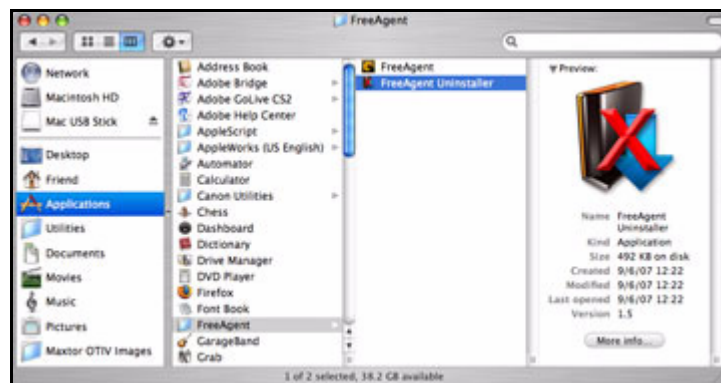 FreeAgent
Network
Macintosh HD
Mac USB Stick
Desktop
Friend
Applications
Utilities
Documents
Movies
Music
Pictures
Maxtor OTIV Images
Address Book
Adobe Bridge
Adobe GoLive CS2
Adobe Help Center
AppleScript
AppleWorks (US English)
Automator
Calculator
Canon Utilities
Chess
Dashboard
Dictionary
Drive Manager
DVD Player
Firefox
Font Book
FreeAgent
GarageBand
Grab
FreeAgent
FreeAgent Uninstaller
Preview:
Name FreeAgent
Uninstaller
Kind Application
Size 492 KB on disk
Created 9/6/07 12:22
Modified 9/6/07 12:22
Last opened 9/6/07 12:22
Version 1.5
More info...
1 of 2 selected, 38.2 GB available